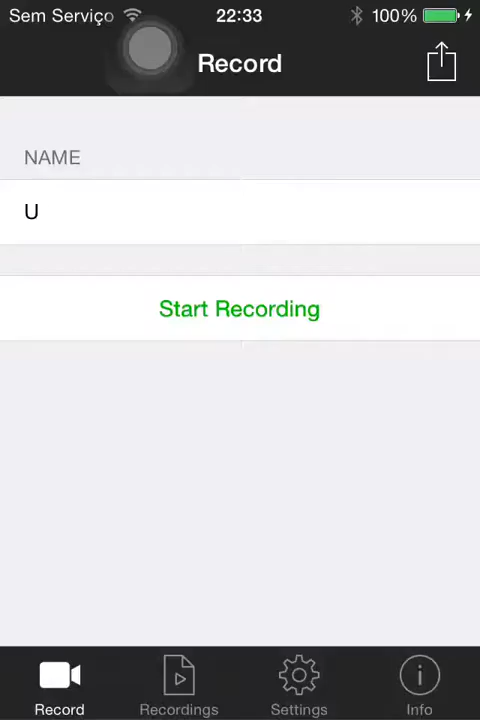 Sem Serviço 22:33 100%
Record
NAME
U
Start Recording
Record Recordings Settings Info